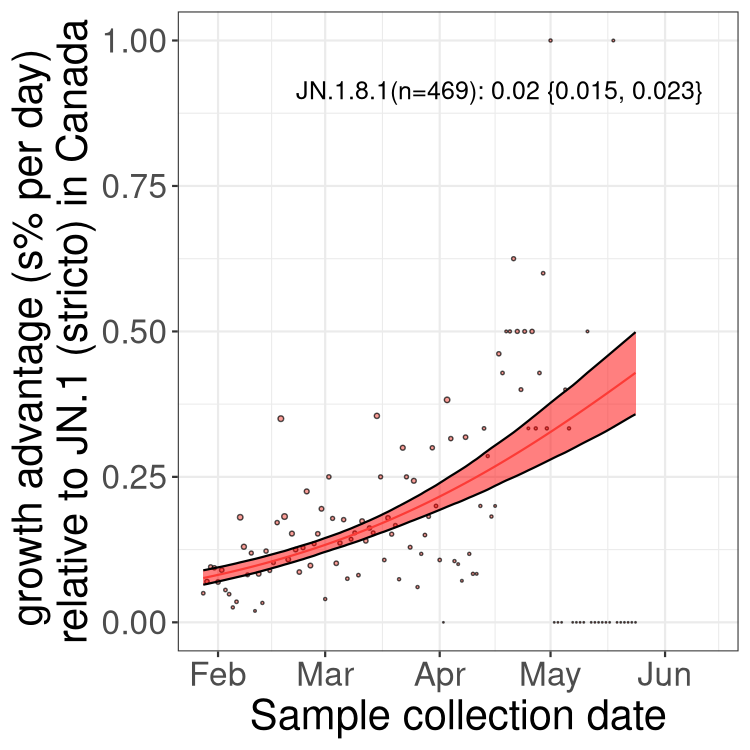 growth advantage (s% per day)
relative to JN.1 (stricto) in Canada
1.00
0.75
0.50
0.25
0.00
JN.1.8.1(n=469): 0.02 {0.015, 0.023}
Feb Mar Apr May Jun
Sample collection date